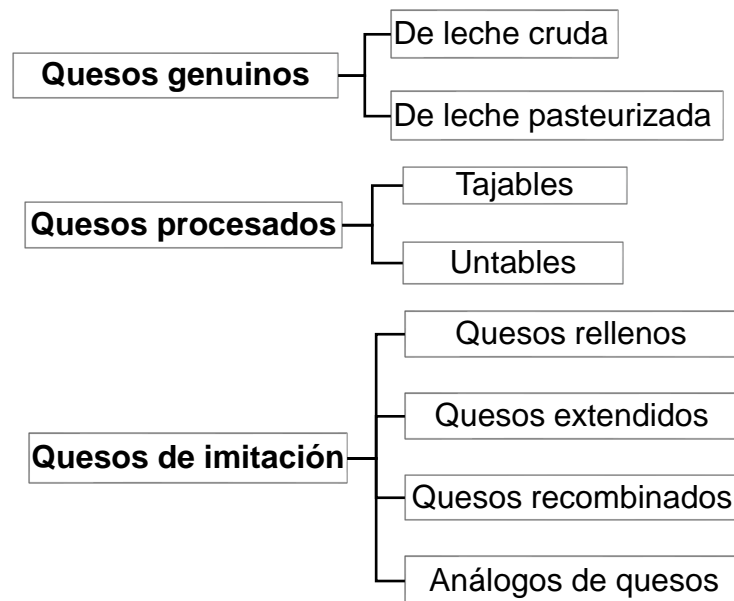 Quesos genuinos
De leche cruda
De leche pasteurizada
Quesos procesados
Tajables
Untables
Quesos de imitación
Quesos rellenos
Quesos extendidos
Quesos recombinados
Análogos de quesos